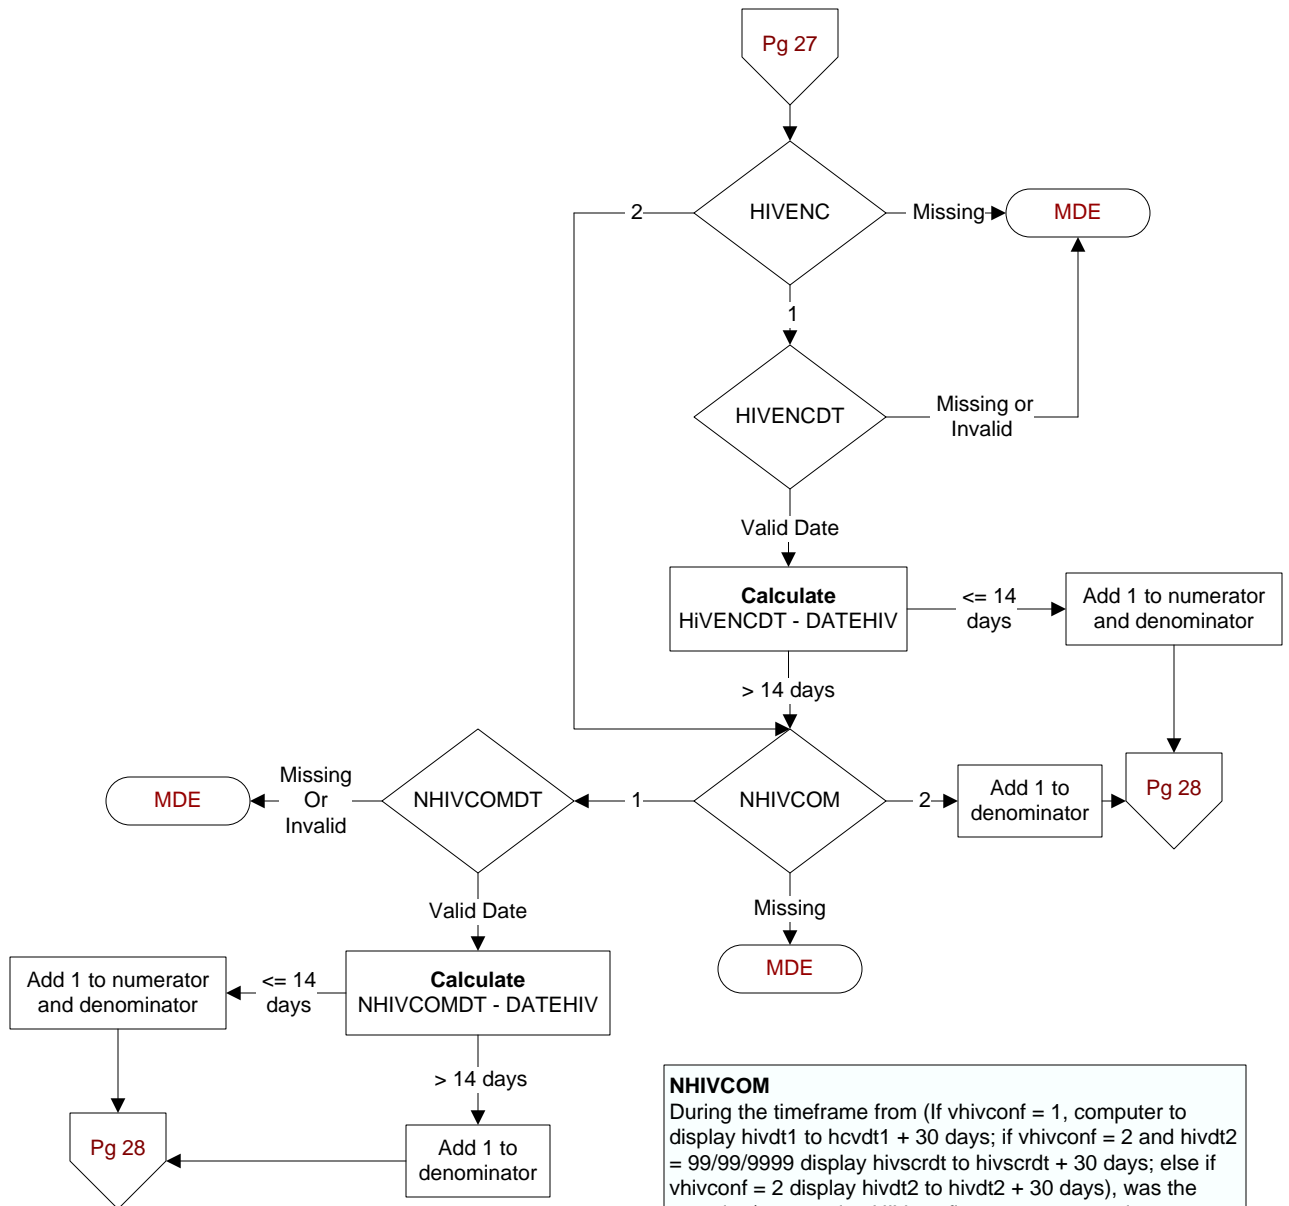 Pg 27
HIVENC
2
Missing
MDE
1
HIVENCDT
Missing or
Invalid
Valid Date
Calculate
HiVENCDT - DATEHIV
<= 14
days
Add 1 to numerator
and denominator
> 14 days
MDE
Missing
Or
Invalid
NHIVCOMDT
1
NHIVCOM
2
Add 1 to
denominator
Pg 28
Valid Date
Missing
MDE
Add 1 to numerator
and denominator
<= 14
days
Calculate
NHIVCOMDT - DATEHIV
> 14 days
Pg 28
Add 1 to
denominator
NHIVCOM
During the timeframe from (If vhivconf = 1, computer to
display hivdt1 to hcvdt1 + 30 days; if vhivconf = 2 and hivdt2
= 99/99/9999 display hivscrdt to hivscrdt + 30 days; else if
vhivconf = 2 display hivdt2 to hivdt2 + 30 days), was the